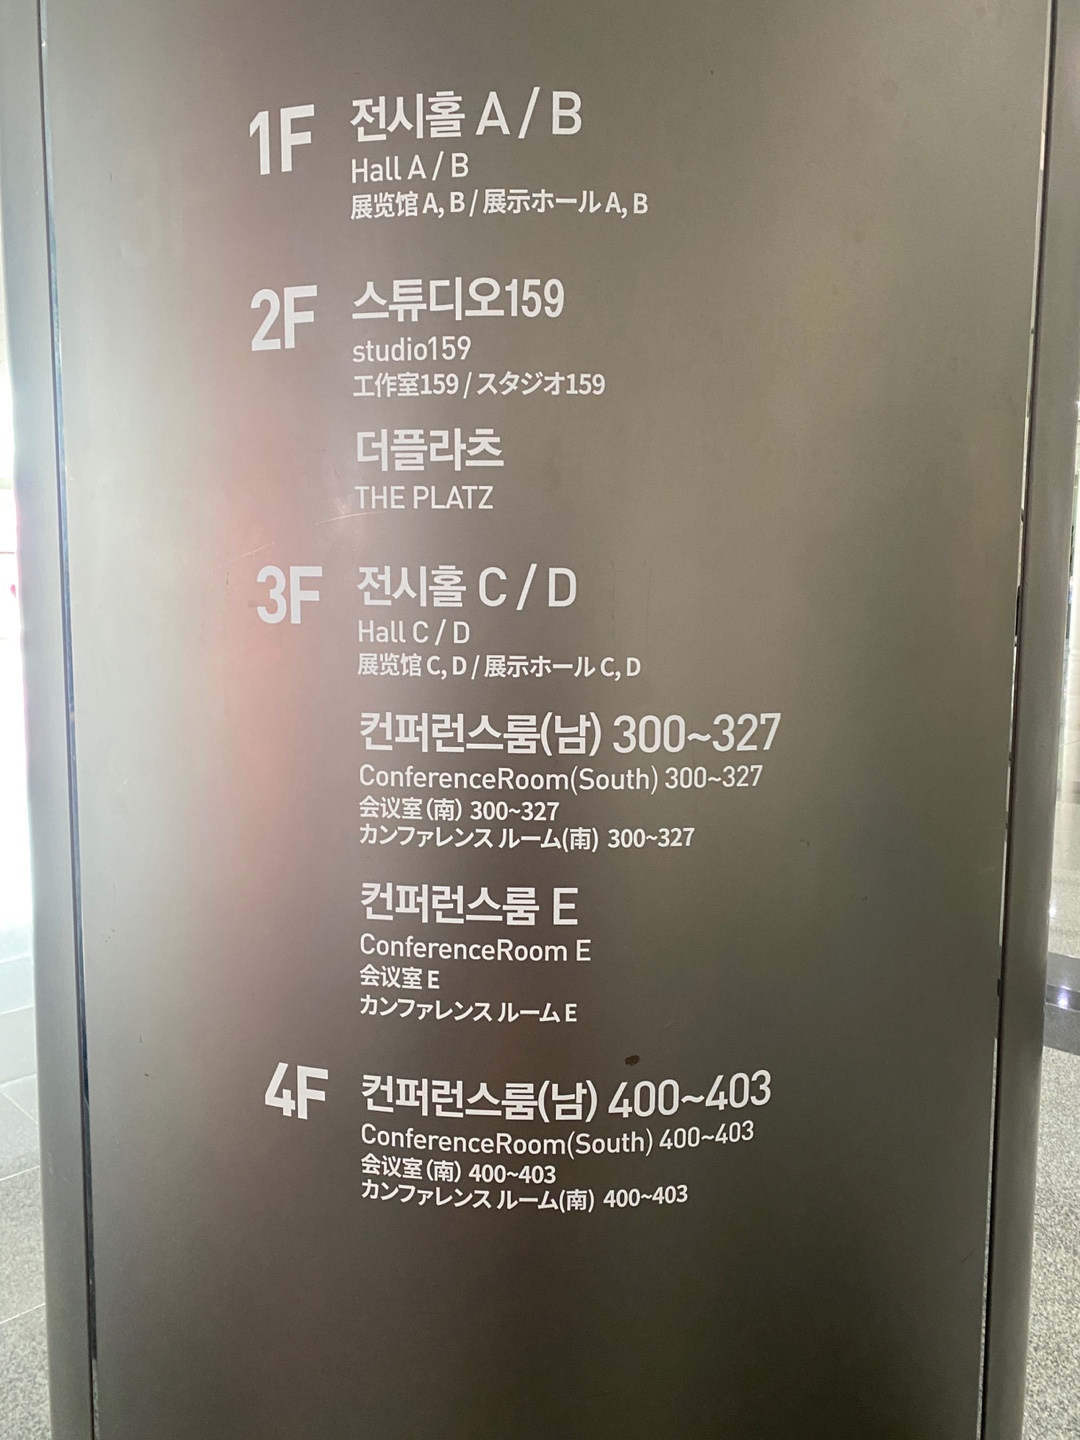 1F 전시홀 A / B
Hall A / B
展览馆 A, B / 展示ホール A, B
2F 스튜디오159
studio159
工作室159 / スタジオ159
더플라츠
THE PLATZ
3F 전시홀 C / D
Hall C / D
展览馆 C, D / 展示ホール C, D
컨퍼런스룸(남) 300~327
ConferenceRoom(South) 300~327
会议室(南) 300~327
カンファレンス ルーム(南) 300~327
컨퍼런스룸 E
ConferenceRoom E
会议室 E
カンファレンス ルーム E
4F 컨퍼런스룸(남) 400~403
ConferenceRoom(South) 400~403
会议室(南) 400~403
カンファレンス ルーム(南) 400~403